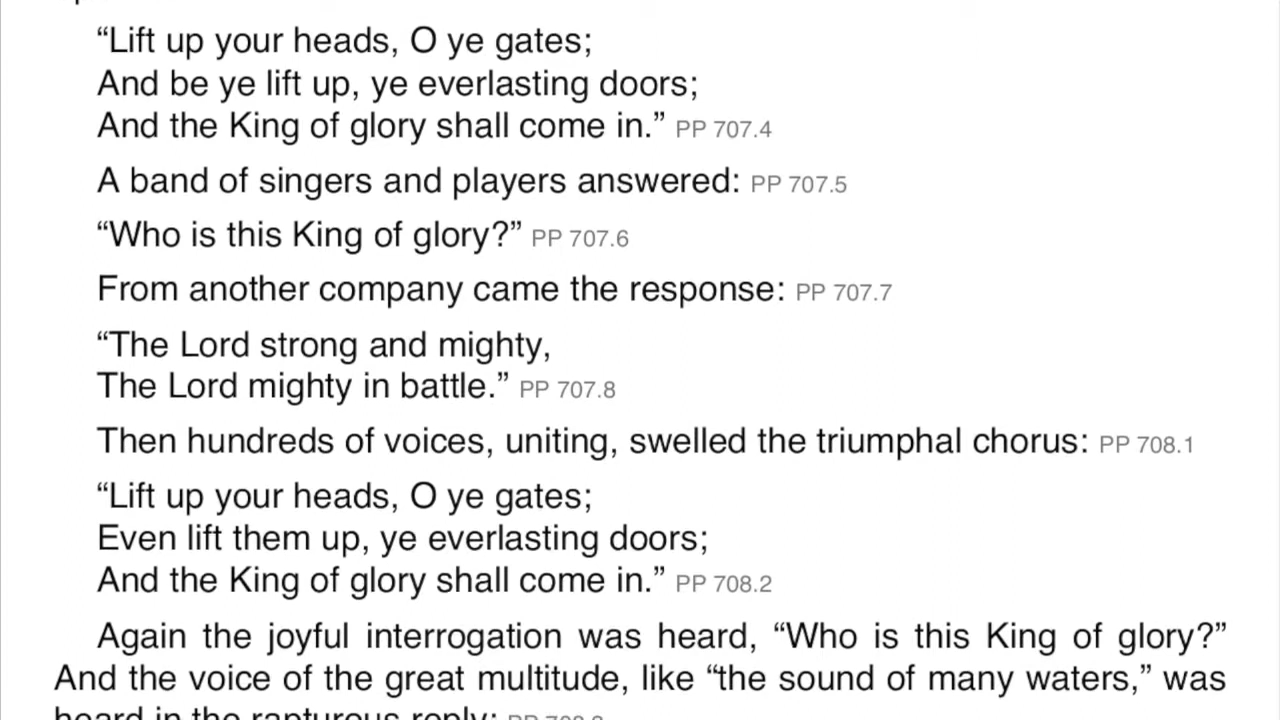 “Lift up your heads, O ye gates;
And be ye lift up, ye everlasting doors;
And the King of glory shall come in.” PP 707.4
A band of singers and players answered: PP 707.5
“Who is this King of glory?” PP 707.6
From another company came the response: PP 707.7
“The Lord strong and mighty,
The Lord mighty in battle.” PP 707.8
Then hundreds of voices, uniting, swelled the triumphal chorus: PP 708.1
“Lift up your heads, O ye gates;
Even lift them up, ye everlasting doors;
And the King of glory shall come in.” PP 708.2
Again the joyful interrogation was heard, “Who is this King of glory?”
And the voice of the great multitude, like “the sound of many waters,” was
heard in the rapturous reply: